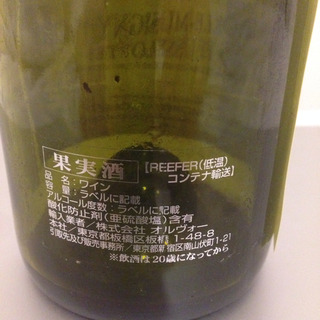 果実酒
【REEFER(低温)
コンテナ輸送】
品名：ワイン
容量：ラベルに記載
アルコール度数：ラベルに記載
酸化防止剤(亜硫酸塩)含有
輸入業者／株式会社 オルヴォー
本社／東京都板橋区板橋1-48-8
引取先及び販売事務所／東京都新宿区南山伏町1-21
※飲酒は20歳になってから